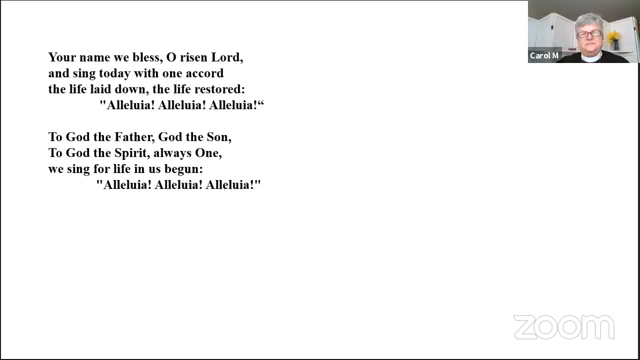 Your name we bless, O risen Lord,
and sing today with one accord
the life laid down, the life restored:
"Alleluia! Alleluia! Alleluia!“
To God the Father, God the Son,
To God the Spirit, always One,
we sing for life in us begun:
"Alleluia! Alleluia! Alleluia!"
Carol M
zoom